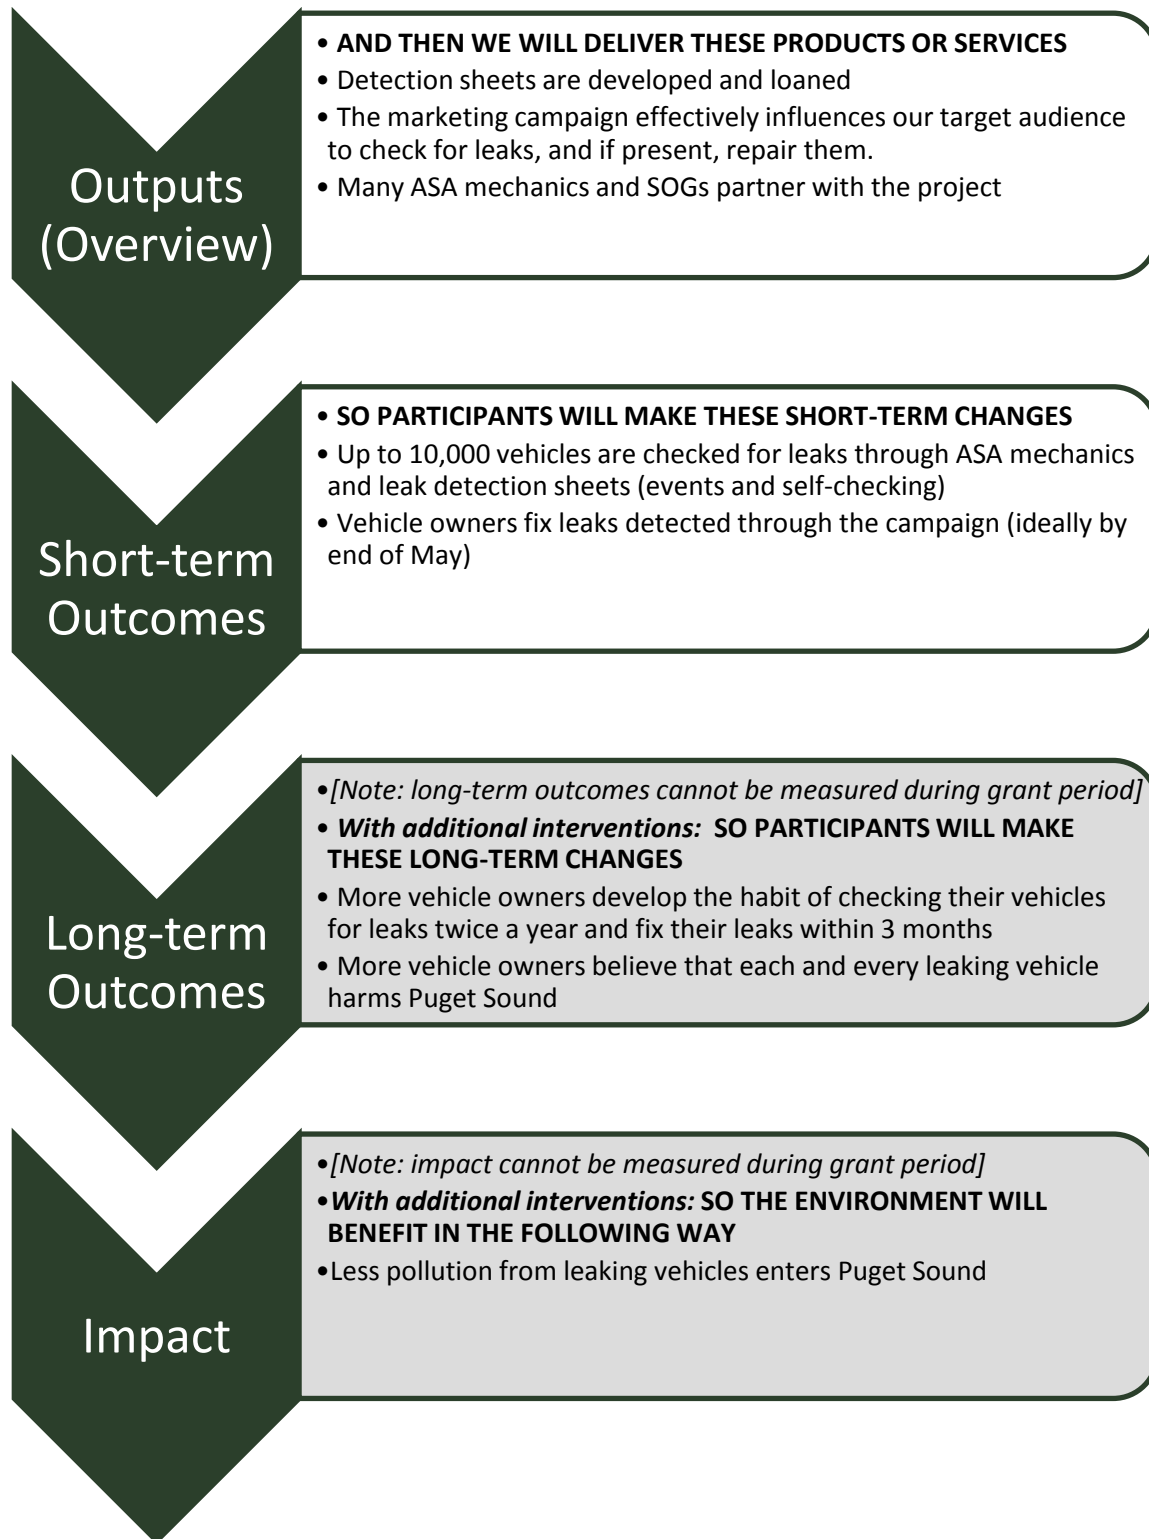 Outputs
(Overview)
• AND THEN WE WILL DELIVER THESE PRODUCTS OR SERVICES
• Detection sheets are developed and loaned
• The marketing campaign effectively influences our target audience
to check for leaks, and if present, repair them.
• Many ASA mechanics and SOGs partner with the project
Short-term
Outcomes
• SO PARTICIPANTS WILL MAKE THESE SHORT-TERM CHANGES
• Up to 10,000 vehicles are checked for leaks through ASA mechanics
and leak detection sheets (events and self-checking)
• Vehicle owners fix leaks detected through the campaign (ideally by
end of May)
Long-term
Outcomes
•[Note: long-term outcomes cannot be measured during grant period]
• With additional interventions: SO PARTICIPANTS WILL MAKE
THESE LONG-TERM CHANGES
• More vehicle owners develop the habit of checking their vehicles
for leaks twice a year and fix their leaks within 3 months
• More vehicle owners believe that each and every leaking vehicle
harms Puget Sound
Impact
•[Note: impact cannot be measured during grant period]
•With additional interventions: SO THE ENVIRONMENT WILL
BENEFIT IN THE FOLLOWING WAY
•Less pollution from leaking vehicles enters Puget Sound